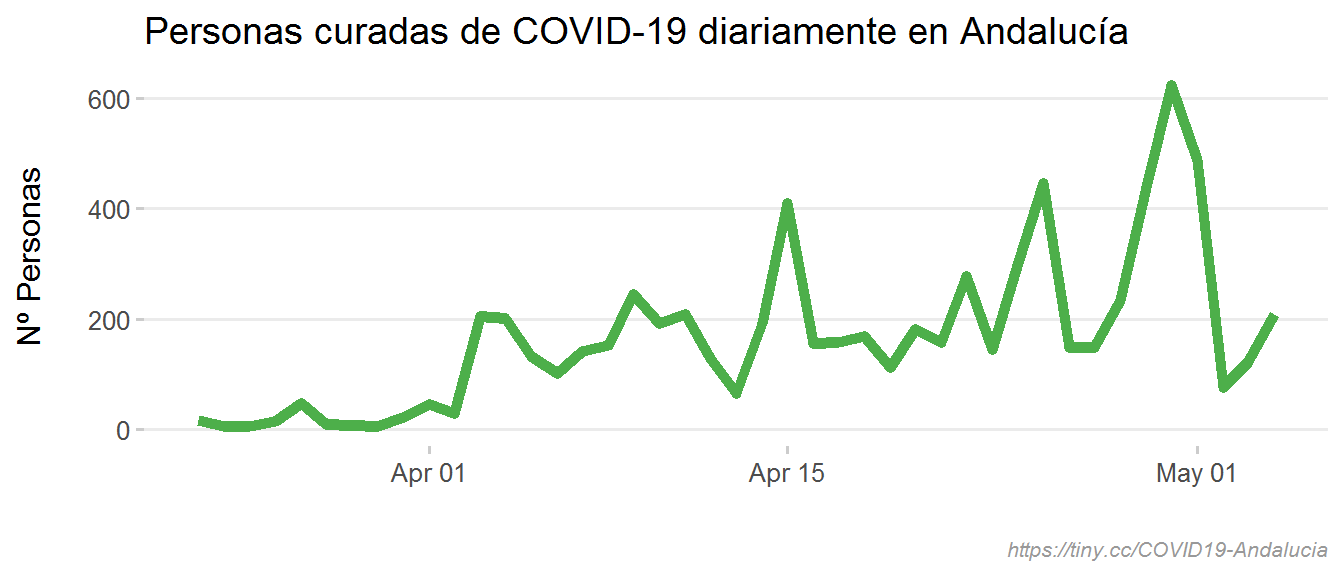 Personas curadas de COVID-19 diariamente en Andalucía
600
400
200
0
Nº Personas
Apr 01
Apr 15
May 01
https://tiny.cc/COVID19-Andalucia